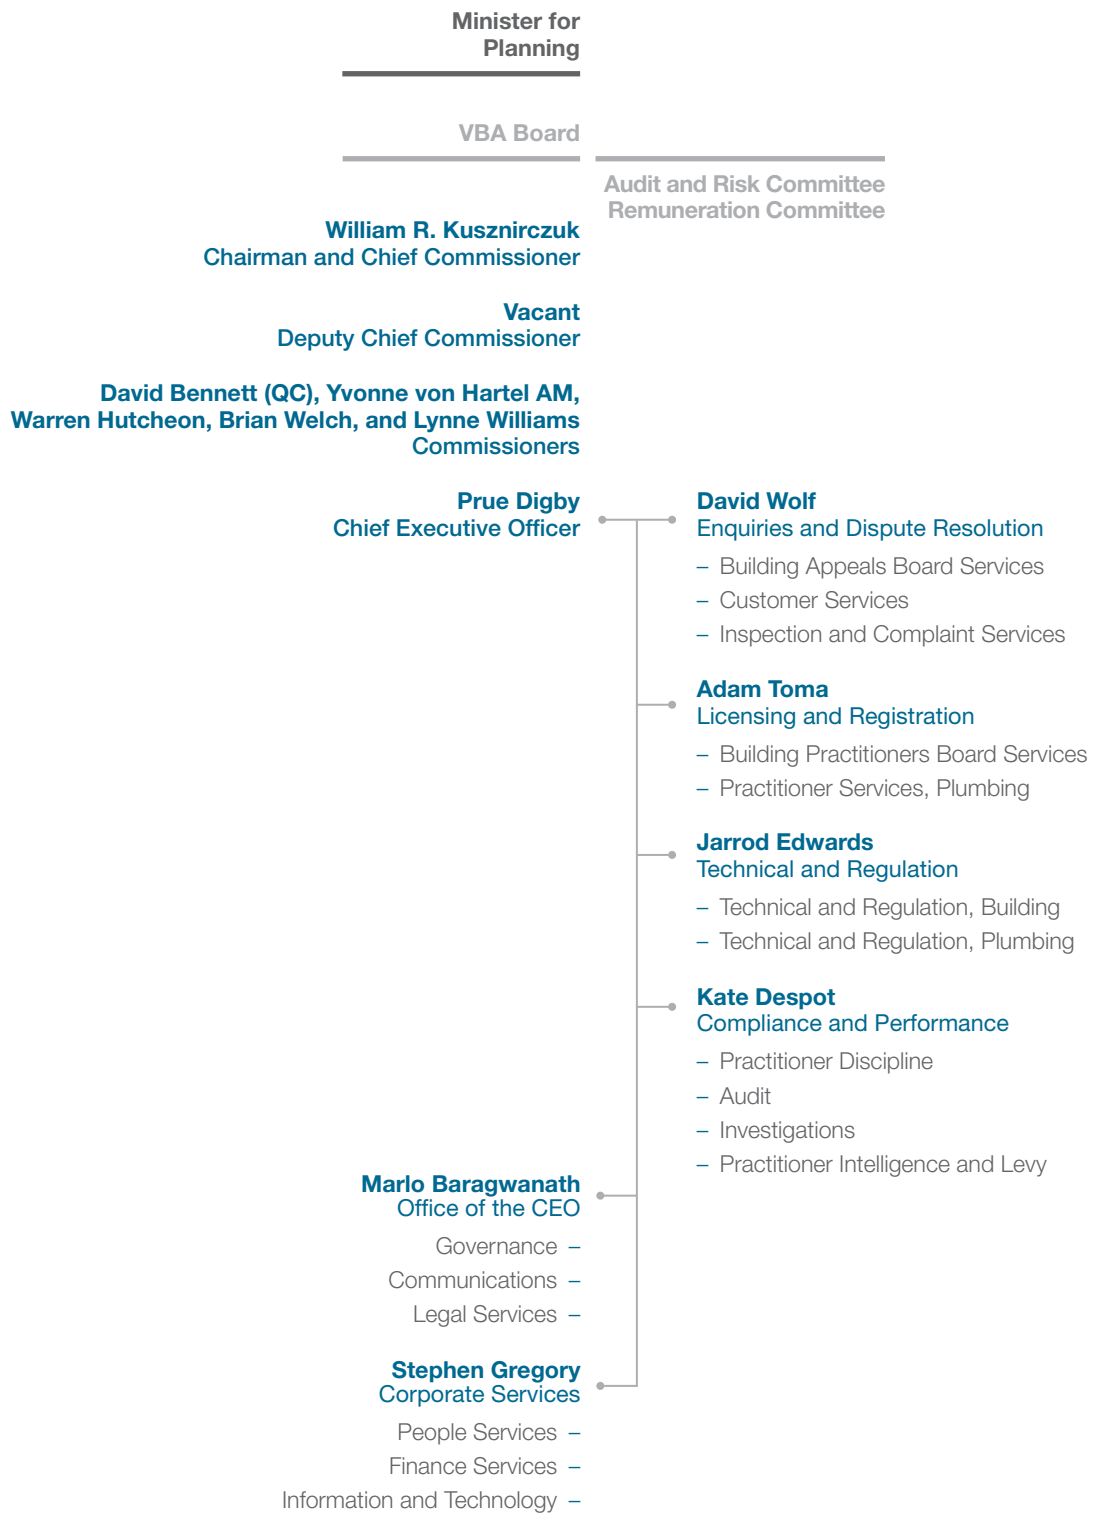 Minister for
Planning
VBA Board
Audit and Risk Committee
Remuneration Committee
William R. Kusznirczuk
Chairman and Chief Commissioner
Vacant
Deputy Chief Commissioner
David Bennett (QC), Yvonne von Hartel AM,
Warren Hutcheon, Brian Welch, and Lynne Williams
Commissioners
Prue Digby
Chief Executive Officer
David Wolf
Enquiries and Dispute Resolution
– Building Appeals Board Services
– Customer Services
– Inspection and Complaint Services
Adam Toma
Licensing and Registration
– Building Practitioners Board Services
– Practitioner Services, Plumbing
Jarrod Edwards
Technical and Regulation
– Technical and Regulation, Building
– Technical and Regulation, Plumbing
Kate Despot
Compliance and Performance
– Practitioner Discipline
– Audit
– Investigations
– Practitioner Intelligence and Levy
Marlo Baragwanath
Office of the CEO
Governance –
Communications –
Legal Services –
Stephen Gregory
Corporate Services
People Services –
Finance Services –
Information and Technology –